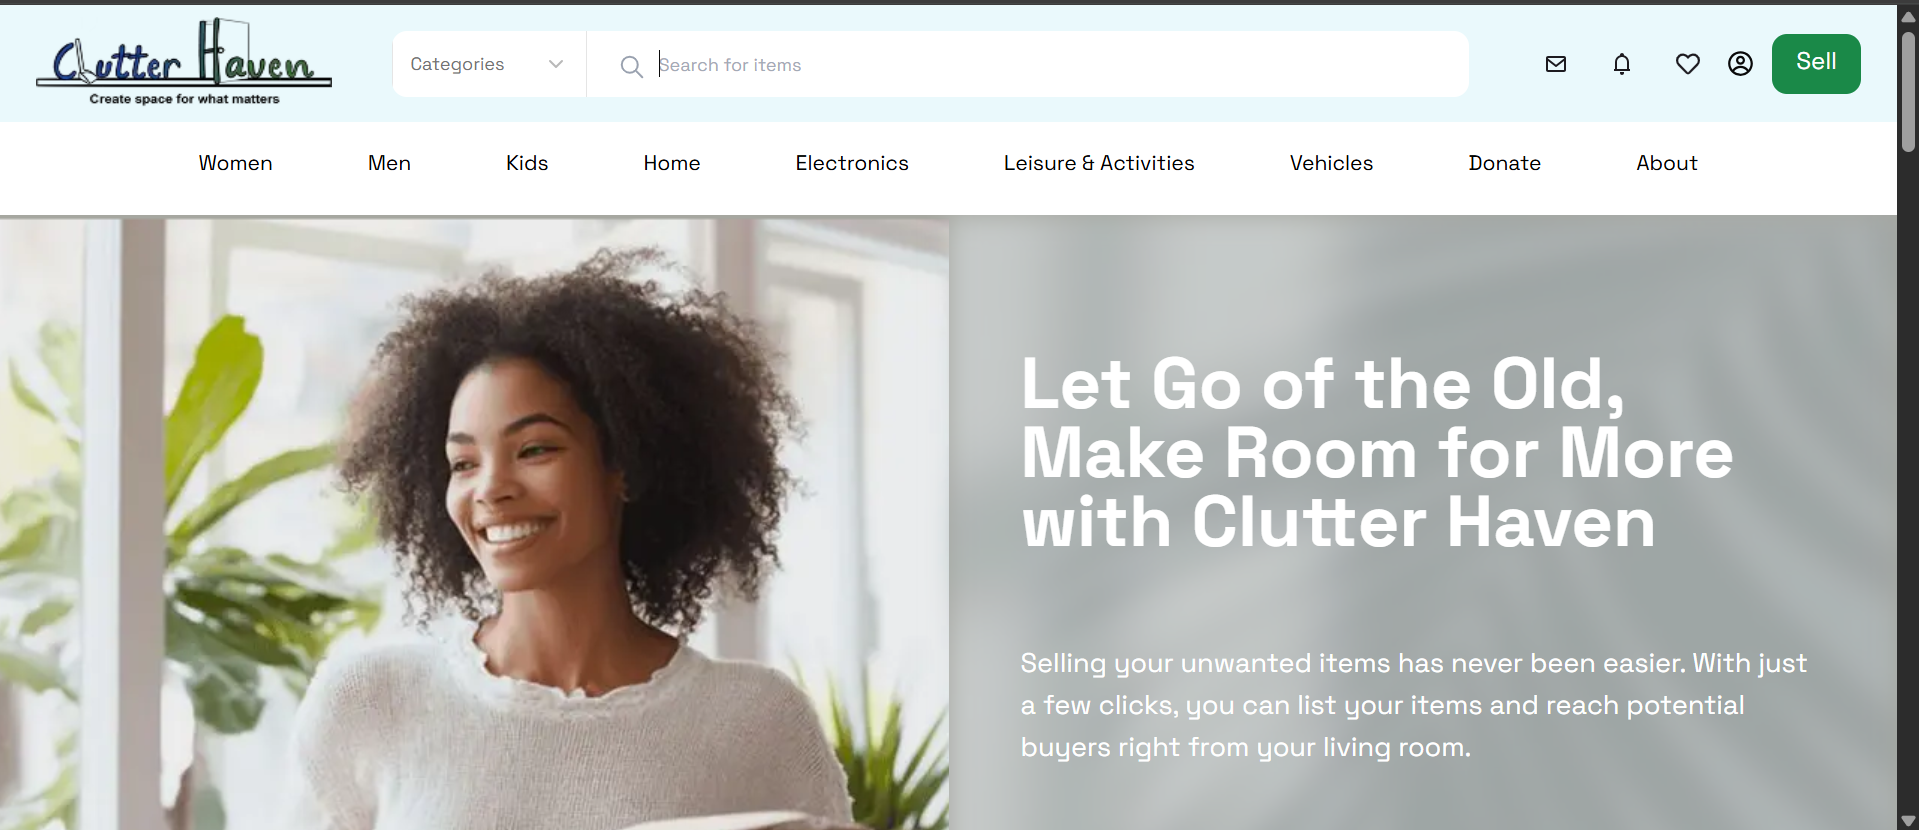 Clutter Haven
Create space for what matters
Categories
Search for items
Sell
Women
Men
Kids
Home
Electronics
Leisure & Activities
Vehicles
Donate
About
Let Go of the Old,
Make Room for More
with Clutter Haven
Selling your unwanted items has never been easier. With just
a few clicks, you can list your items and reach potential
buyers right from your living room.